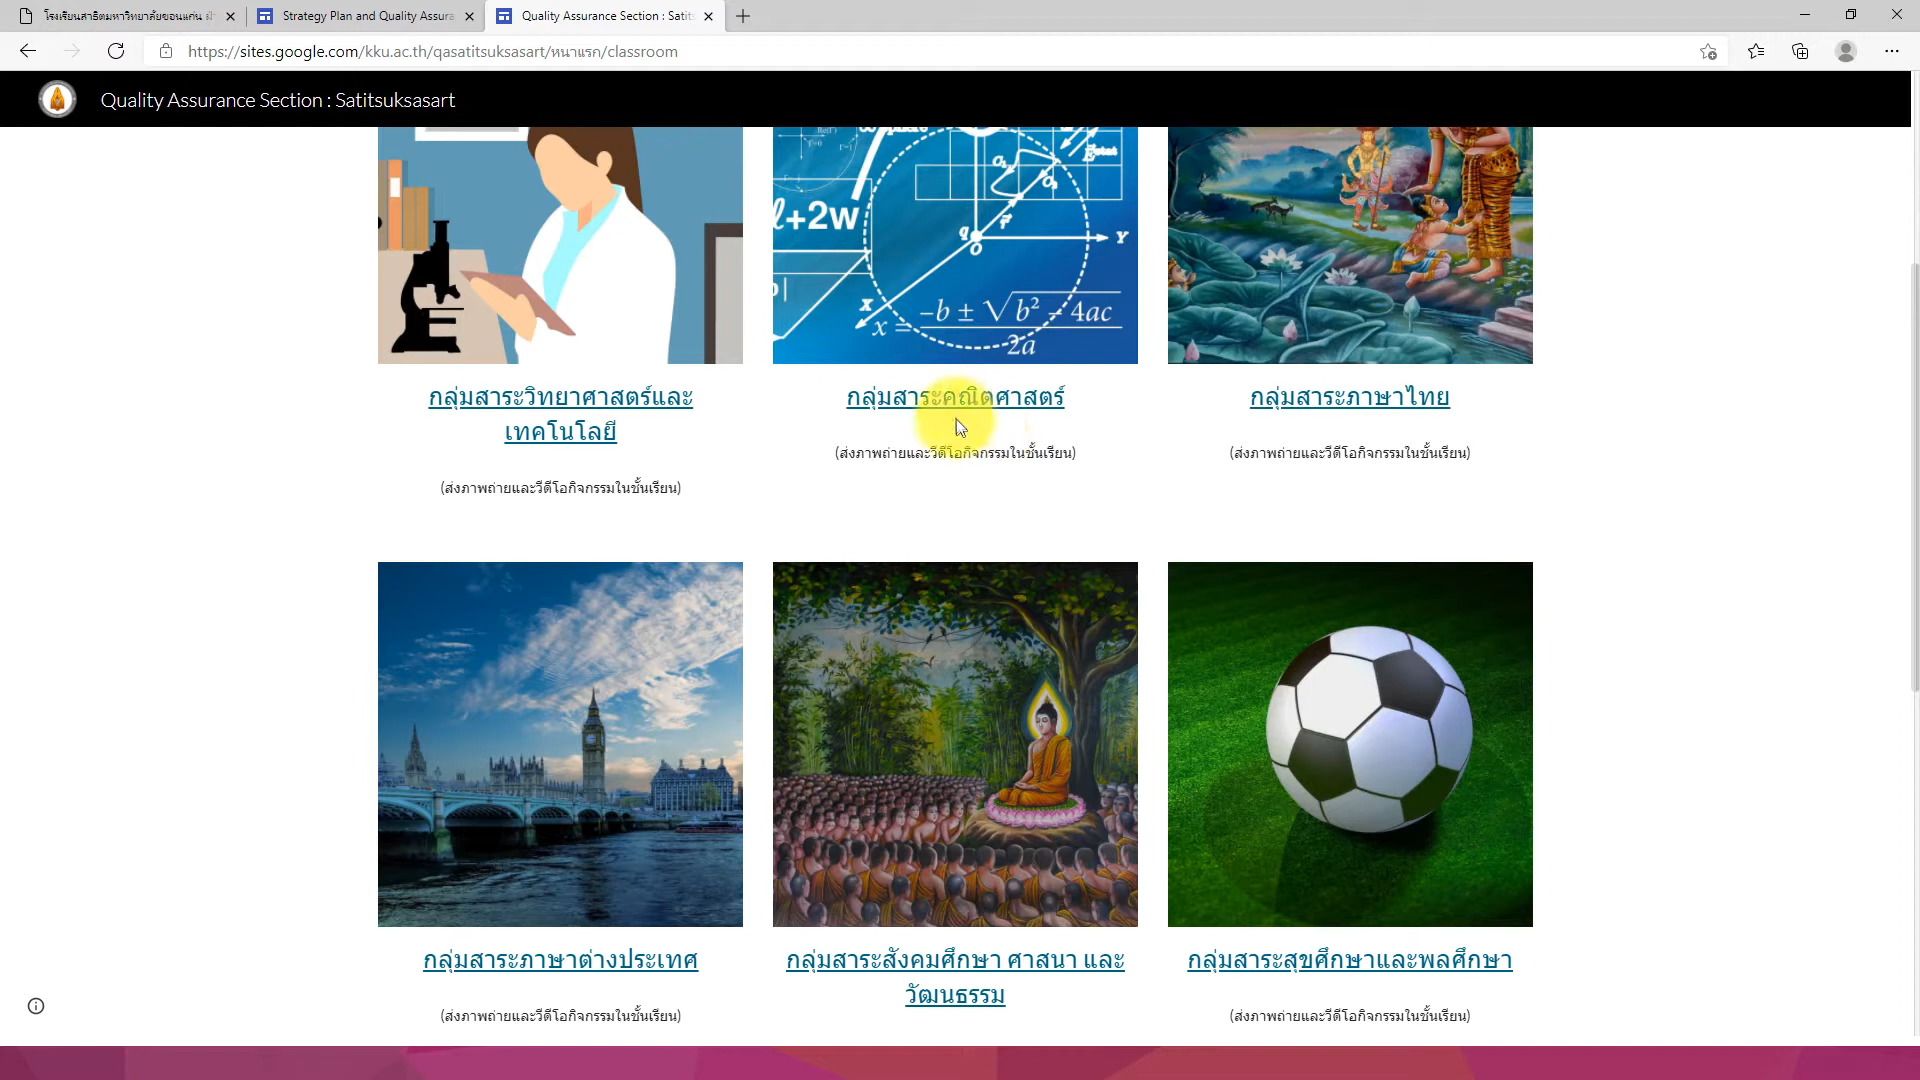 โรงเรียนสาธิตมหาวิทยาลัยขอนแก่น
Strategy Plan and Quality Assura
Quality Assurance Section : Satits
https://sites.google.com/kku.ac.th/qasatitsuksasart/หน้าแรก/classroom
Quality Assurance Section : Satitsuksasart
ℓ+2w
q
O
Y
X
x = −b ± √b² − 4ac
2a
กลุ่มสาระวิทยาศาสตร์และ
เทคโนโลยี
(ส่งภาพถ่ายและวีดีโอกิจกรรมในชั้นเรียน)
กลุ่มสาระคณิตศาสตร์
(ส่งภาพถ่ายและวีดีโอกิจกรรมในชั้นเรียน)
กลุ่มสาระภาษาไทย
(ส่งภาพถ่ายและวีดีโอกิจกรรมในชั้นเรียน)
กลุ่มสาระภาษาต่างประเทศ
(ส่งภาพถ่ายและวีดีโอกิจกรรมในชั้นเรียน)
กลุ่มสาระสังคมศึกษา ศาสนา และ
วัฒนธรรม
กลุ่มสาระสุขศึกษาและพลศึกษา
(ส่งภาพถ่ายและวีดีโอกิจกรรมในชั้นเรียน)